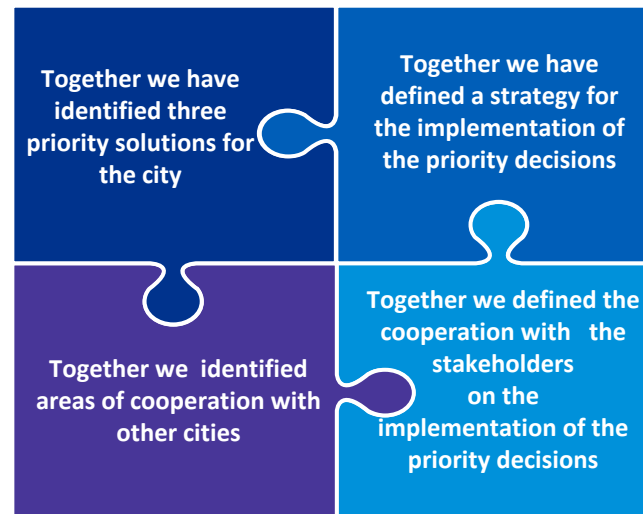 Together we have
identified three
priority solutions for
the city
Together we have
defined a strategy for
the implementation of
the priority decisions
Together we  identified
areas of cooperation with
other cities
Together we defined the
cooperation with   the
stakeholders
on the
implementation of the
priority decisions